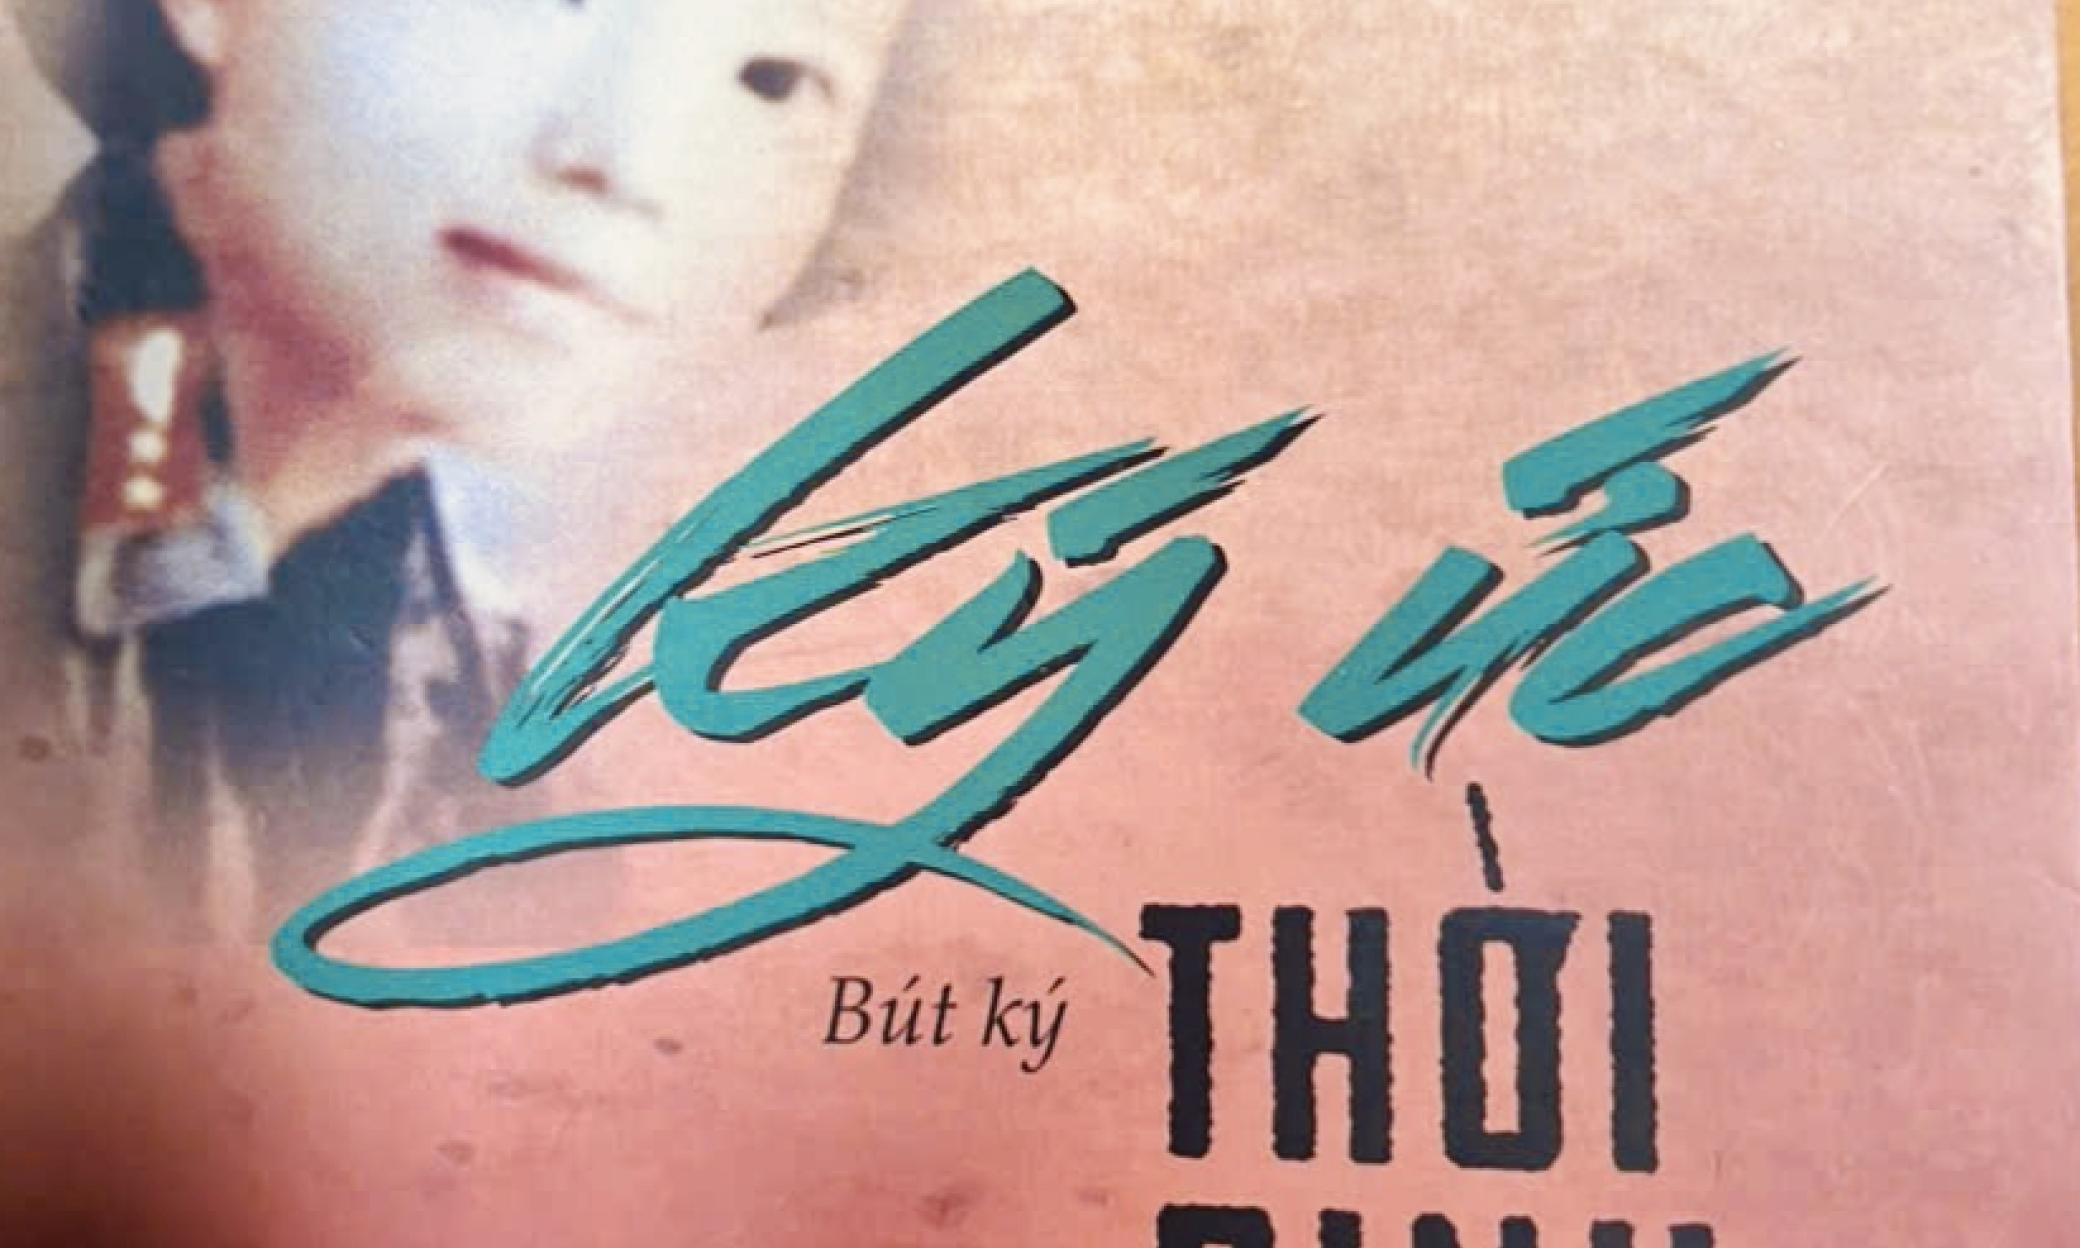 ký ức
Bút ký
THỜI